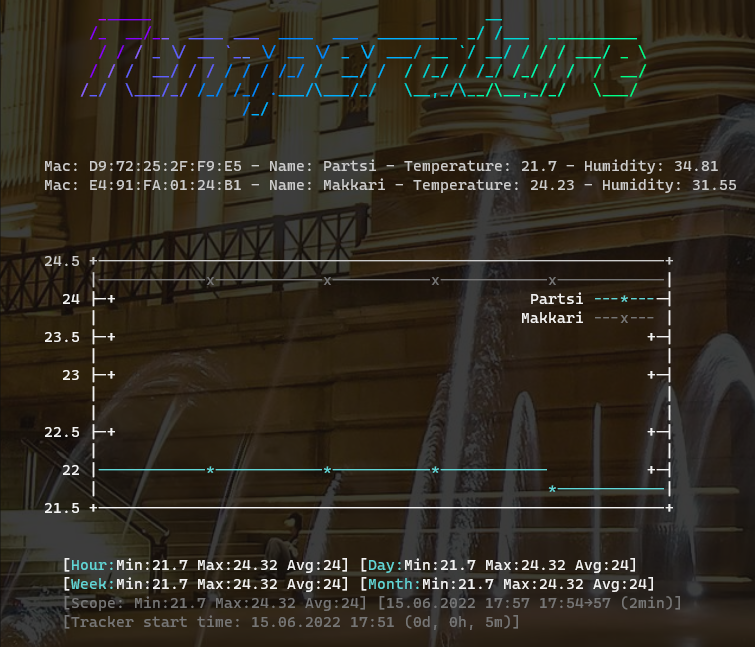 Temperature
Mac: D9:72:25:2F:F9:E5 - Name: Partsi - Temperature: 21.7 - Humidity: 34.81
Mac: E4:91:FA:01:24:B1 - Name: Makkari - Temperature: 24.23 - Humidity: 31.55
24.5
24
Partsi ---*----
Makkari ---x---
23.5
23
22.5
22
21.5
[Hour:Min:21.7 Max:24.32 Avg:24] [Day:Min:21.7 Max:24.32 Avg:24]
[Week:Min:21.7 Max:24.32 Avg:24] [Month:Min:21.7 Max:24.32 Avg:24]
[Scope: Min:21.7 Max:24.32 Avg:24] [15.06.2022 17:57 17:54→57 (2min)]
[Tracker start time: 15.06.2022 17:51 (0d, 0h, 5m)]